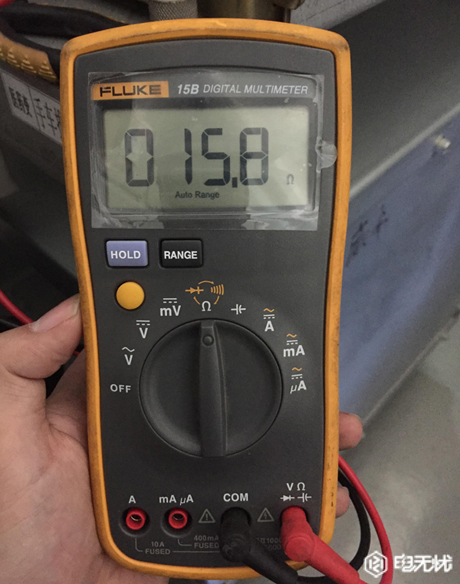 FLUKE 15B DIGITAL MULTIMETER
015.8 Ω
Auto Range
HOLD RANGE
mV Ω A
V mA
V μA
OFF
A mA μA COM V Ω
10A FUSED
400mA FUSED
电无忧